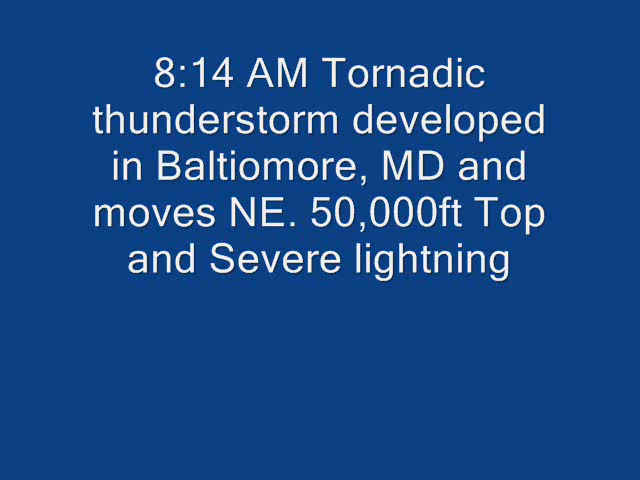 8:14 AM Tornadic
thunderstorm developed
in Baltiomore, MD and
moves NE. 50,000ft Top
and Severe lightning